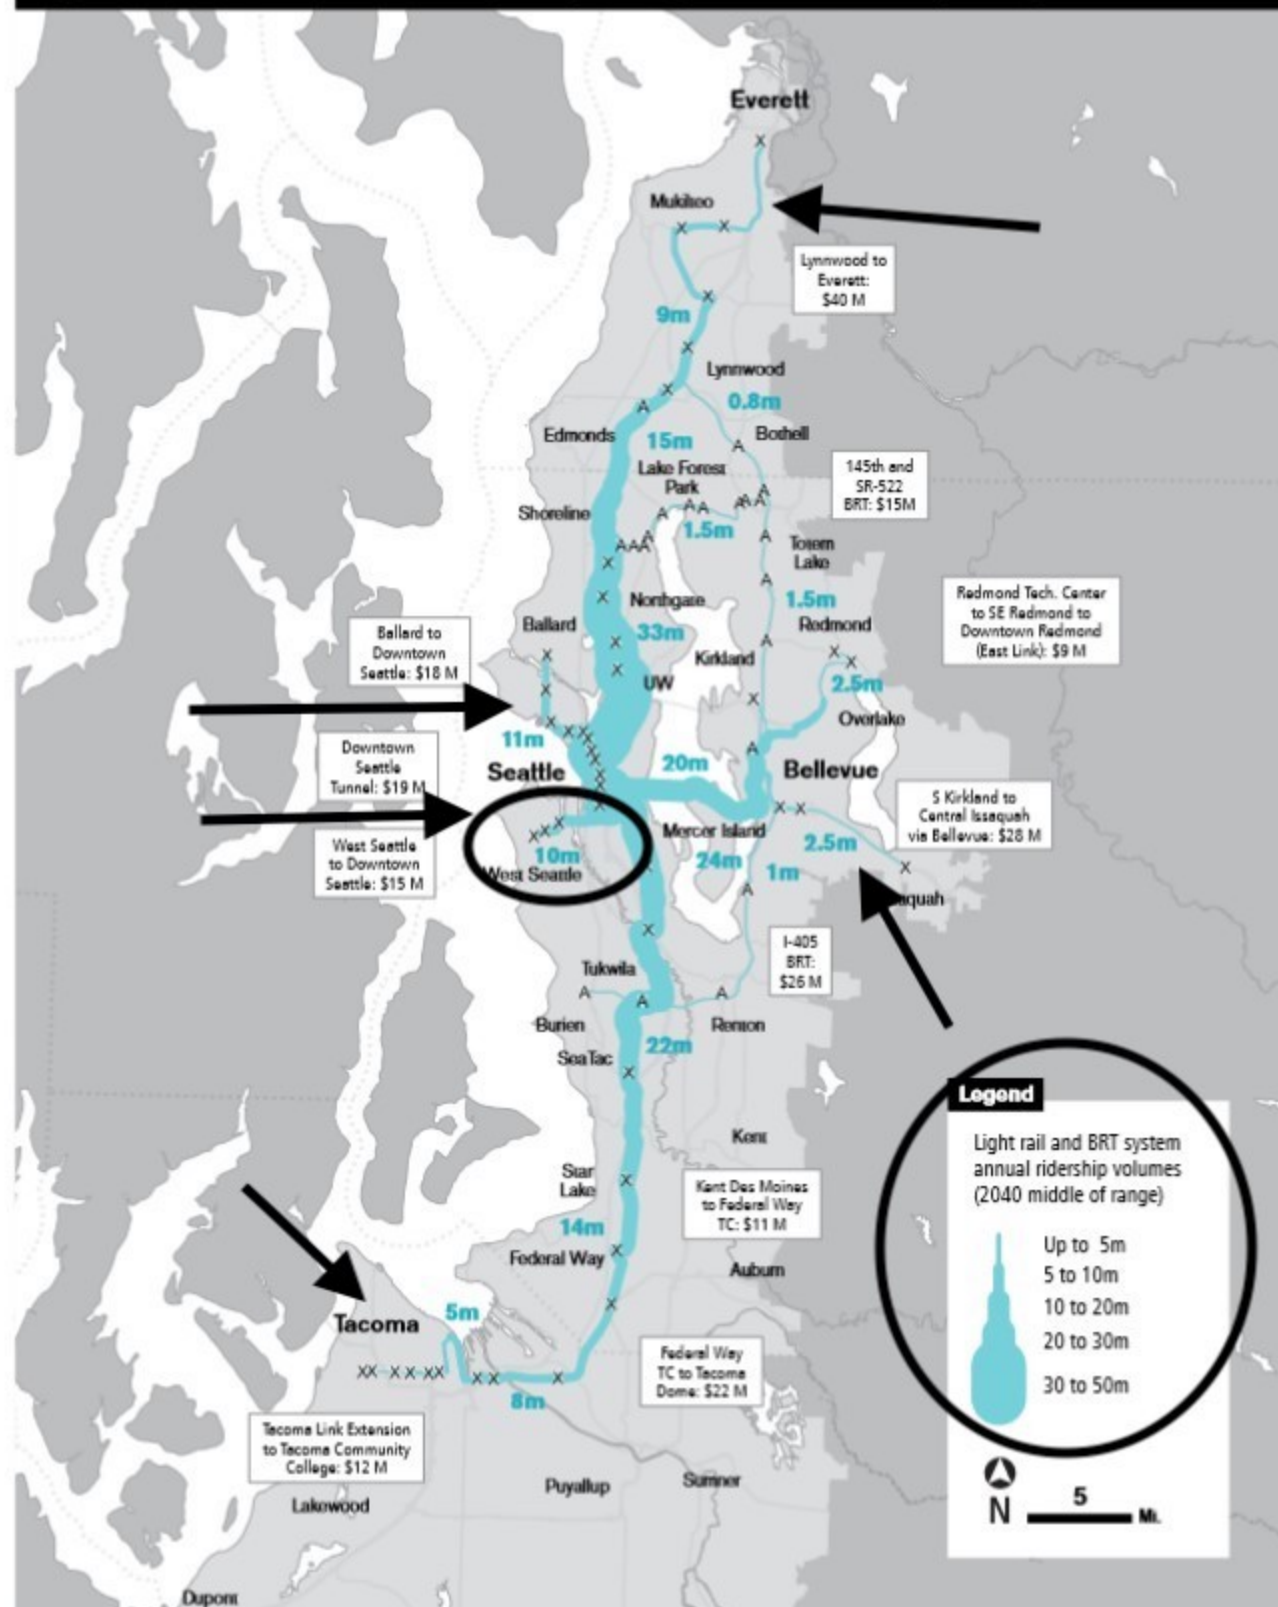 Everett
Mukilteo
Lynnwood to
Everett:
$40 M
9m
Lynnwood
0.8m
Edmonds
15m
Bothell
Lake Forest
Park
145th and
SR-522
BRT: $15M
Shoreline
1.5m
Totem
Lake
Northgate
1.5m
Redmond Tech. Center
to SE Redmond to
Downtown Redmond
(East Link): $9 M
Ballard to
Downtown
Seattle: $18 M
Ballard
33m
Redmond
Kirkland
UW
2.5m
Overlake
11m
Downtown
Seattle
Tunnel: $19 M
Seattle
20m
Bellevue
S Kirkland to
Central Issaquah
via Bellevue: $28 M
West Seattle
to Downtown
Seattle: $15 M
Mercer Island
10m
24m
2.5m
1m
West Seattle
aquah
I-405
BRT:
$26 M
Tukwila
Burien
Renton
SeaTac
22m
Legend
Light rail and BRT system
annual ridership volumes
(2040 middle of range)
Up to 5m
5 to 10m
10 to 20m
20 to 30m
30 to 50m
N
5
Mi.
Kent
Star
Lake
Kent Des Moines
to Federal Way
TC: $11 M
14m
Federal Way
Auburn
Tacoma
5m
Federal Way
TC to Tacoma
Dome: $22 M
8m
Tacoma Link Extension
to Tacoma Community
College: $12 M
Puyallup
Sumner
Lakewood
Dupont